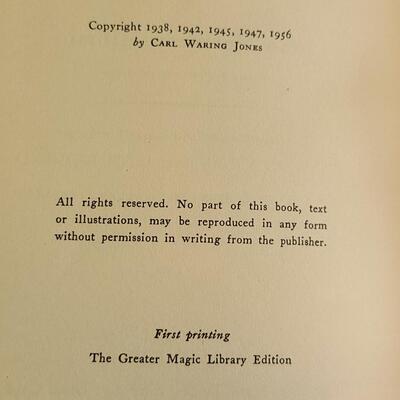 Copyright 1938, 1942, 1945, 1947, 1956
by Carl Waring Jones
All rights reserved. No part of this book, text
or illustrations, may be reproduced in any form
without permission in writing from the publisher.
First printing
The Greater Magic Library Edition